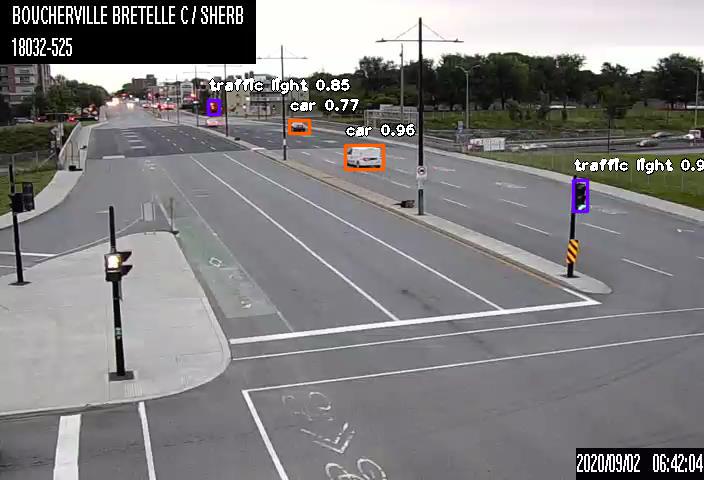 BOUCHERVILLE BRETELLE C / SHERB
18032-525
traffic light 0.85
car 0.77
car 0.96
traffic light 0.9
2020/09/02 06:42:04